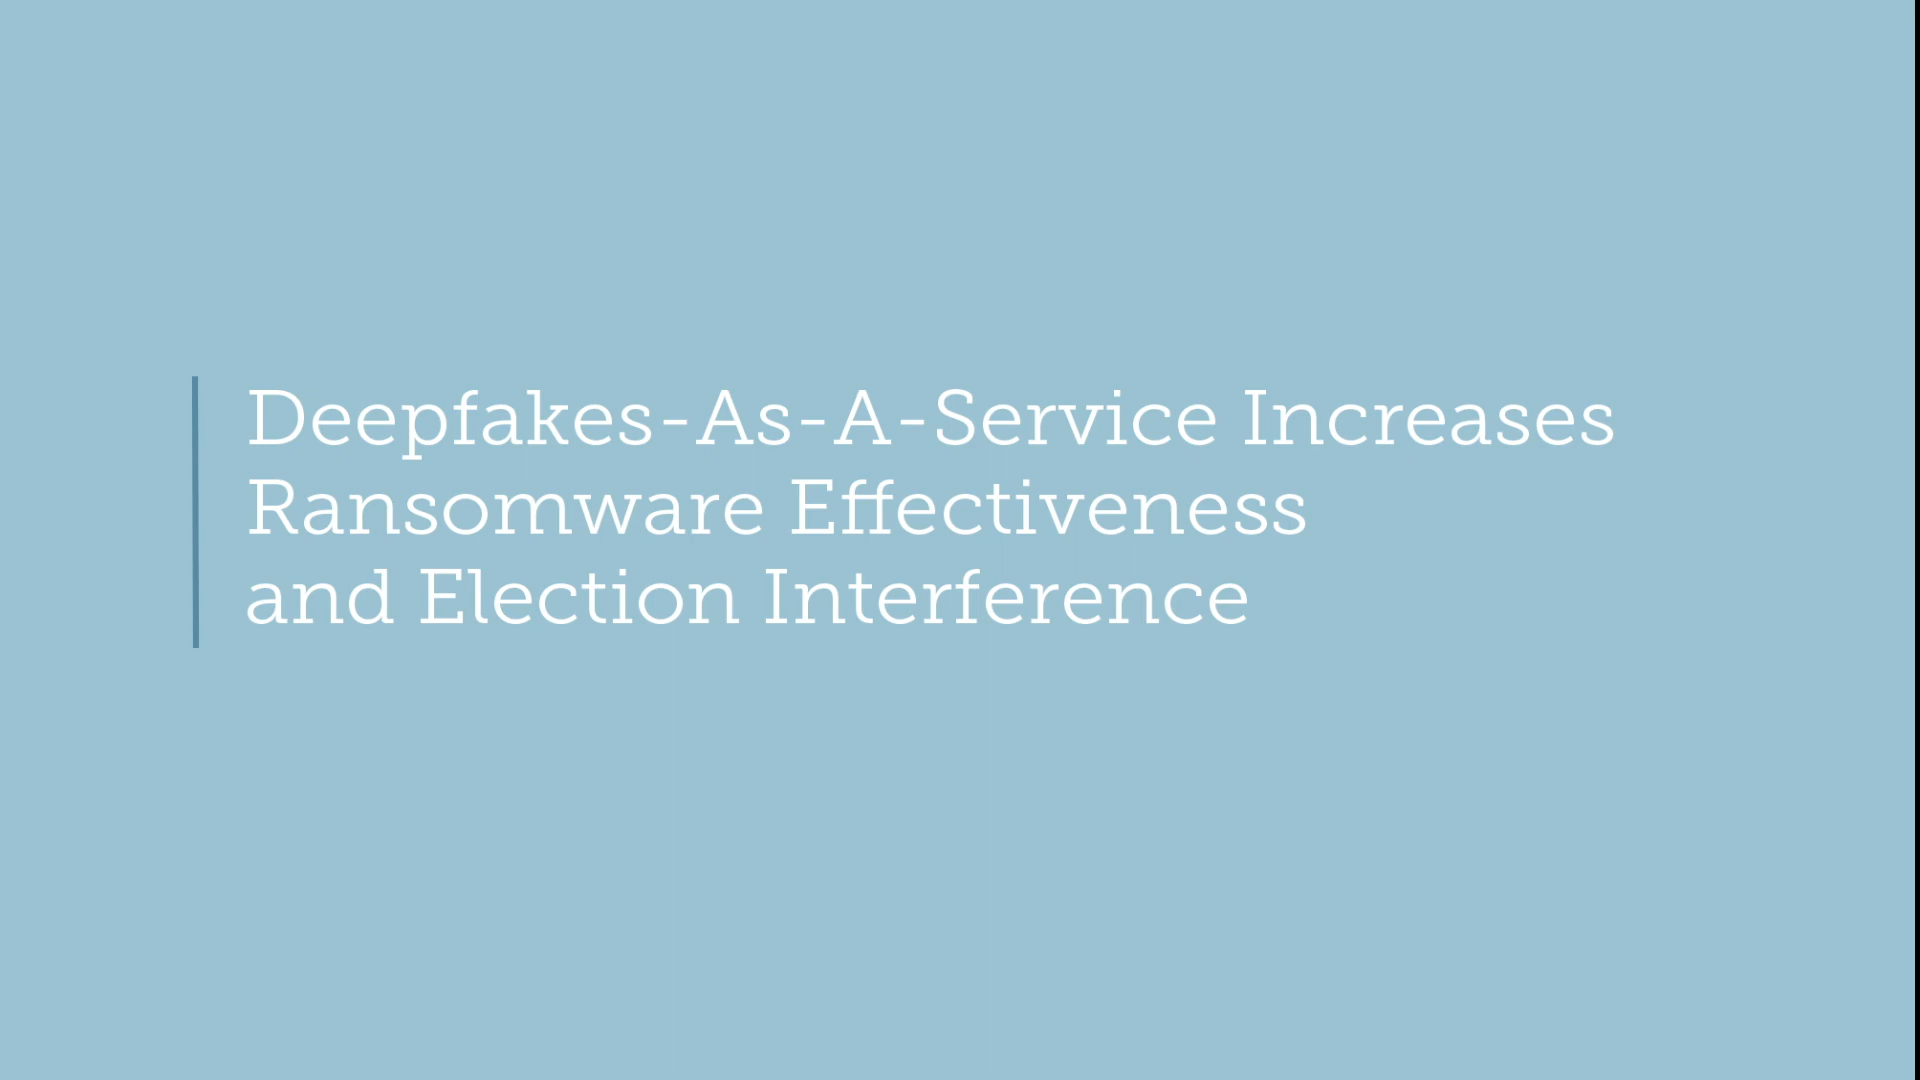 Deepfakes-As-A-Service Increases
Ransomware Effectiveness
and Election Interference